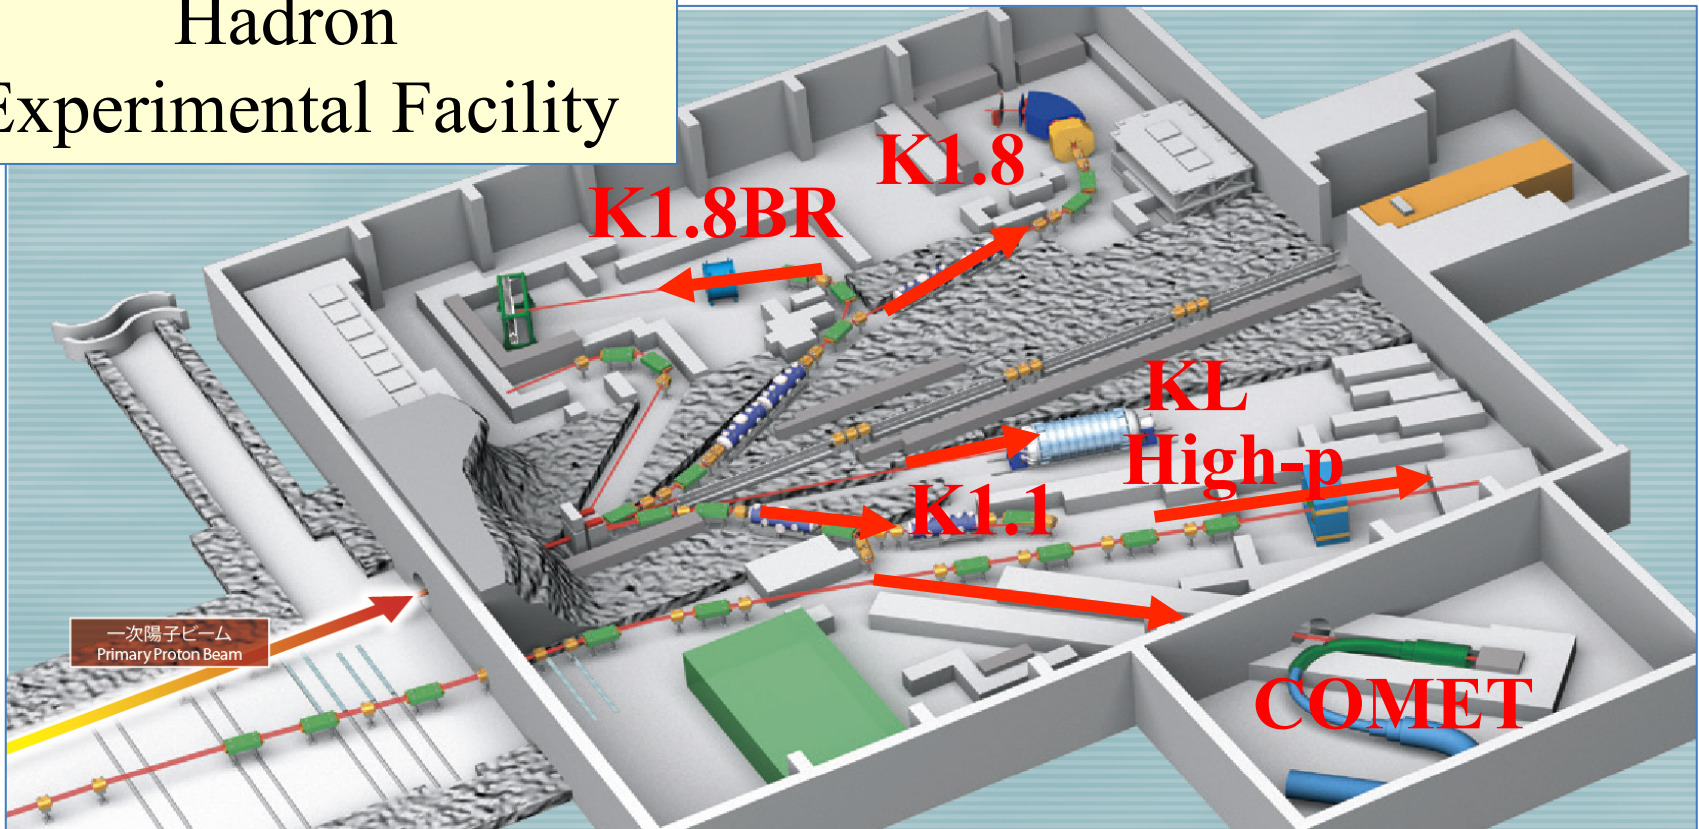 Hadron
Experimental Facility
K1.8
K1.8BR
KL
High-p
K1.1
一次陽子ビーム
Primary Proton Beam
COMET